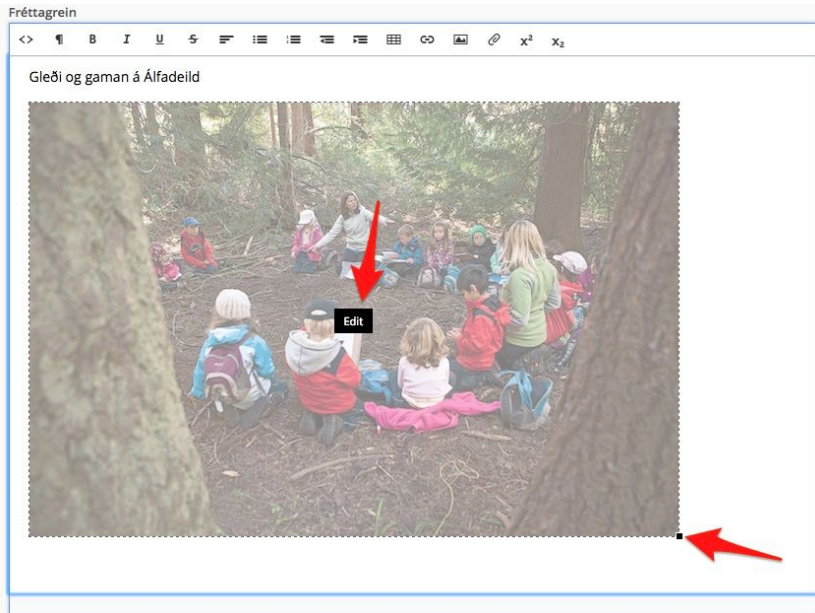 Fréttagrein
<> ¶ B I U S x² x₂
Gleði og gaman á Álfadeild
Edit